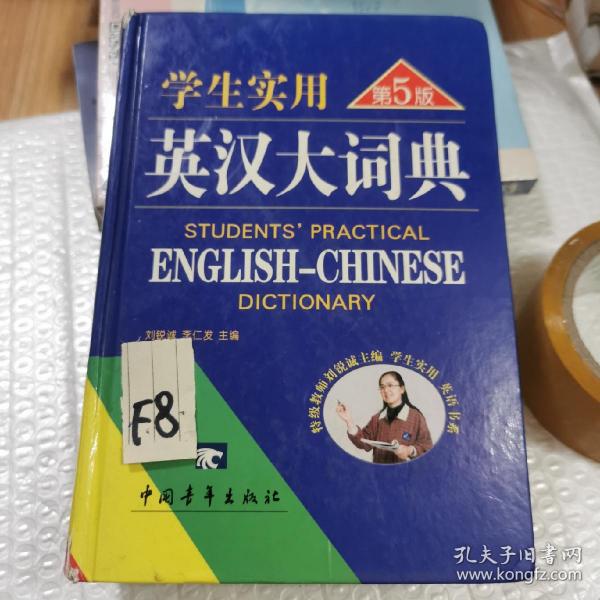 学生实用
第5版
英汉大词典
STUDENTS' PRACTICAL
ENGLISH-CHINESE
DICTIONARY
刘锐诚 李仁发 主编
特级教师刘锐诚主编 学生实用 英语书系
F8
中国青年出版社
孔夫子旧书网
www.kongfz.com